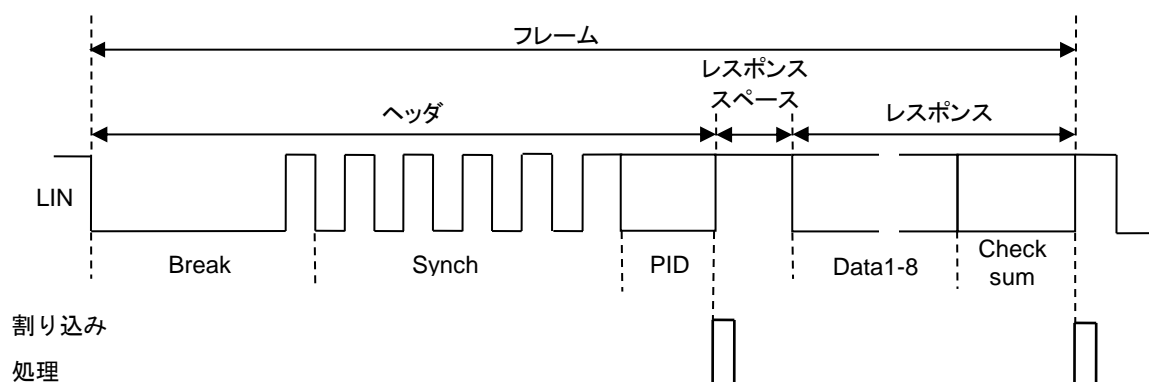 フレーム
レスポンス
スペース
ヘッダ
レスポンス
LIN
Break
Synch
PID
Data1-8
Check
sum
割り込み
処理